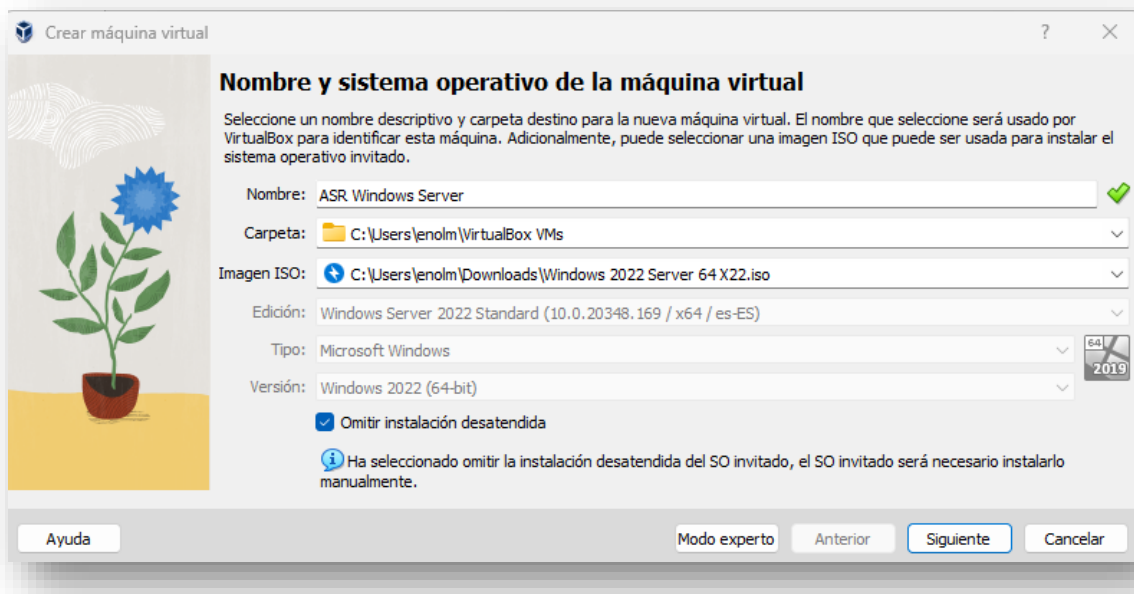 Crear máquina virtual
?
Nombre y sistema operativo de la máquina virtual
Seleccione un nombre descriptivo y carpeta destino para la nueva máquina virtual. El nombre que seleccione será usado por
VirtualBox para identificar esta máquina. Adicionalmente, puede seleccionar una imagen ISO que puede ser usada para instalar el
sistema operativo invitado.
Nombre: ASR Windows Server
Carpeta: C:\Users\enolm\VirtualBox VMs
Imagen ISO: C:\Users\enolm\Downloads\Windows 2022 Server 64 X22.iso
Edición: Windows Server 2022 Standard (10.0.20348.169 / x64 / es-ES)
Tipo: Microsoft Windows
64
2019
Versión: Windows 2022 (64-bit)
Omitir instalación desatendida
Ha seleccionado omitir la instalación desatendida del SO invitado, el SO invitado será necesario instalarlo
manualmente.
Ayuda Modo experto Anterior Siguiente Cancelar